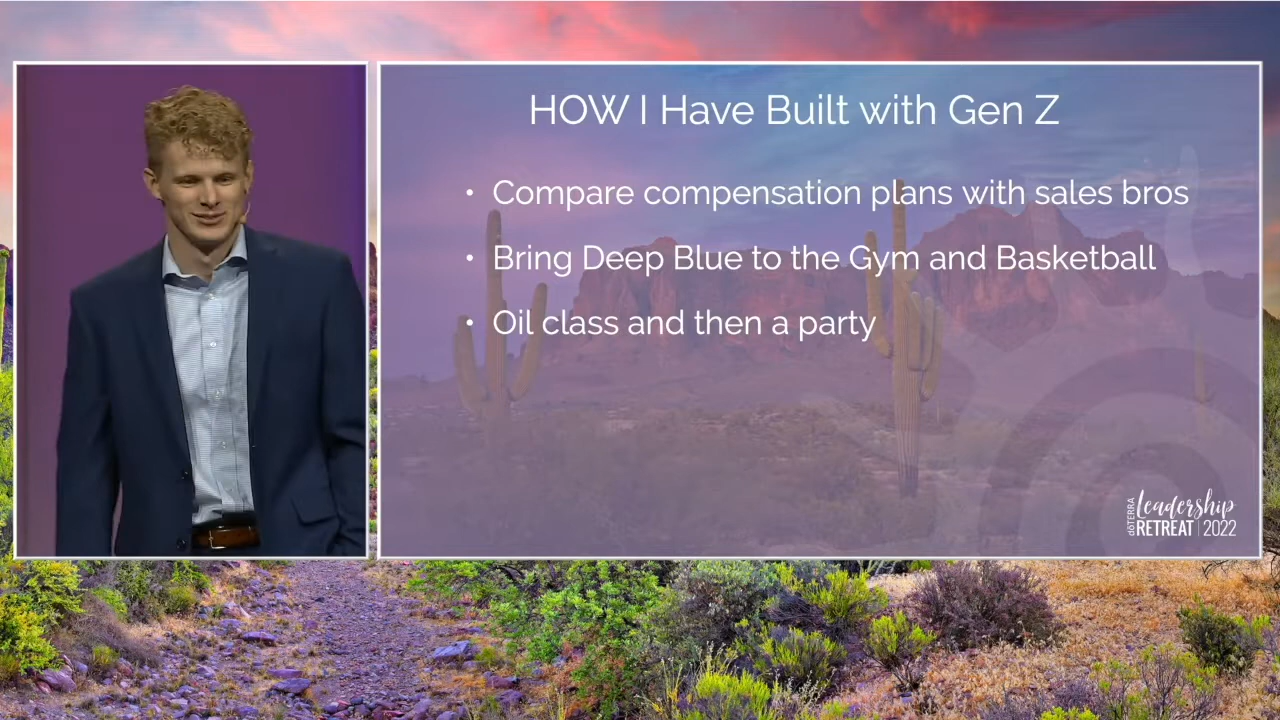 HOW I Have Built with Gen Z
• Compare compensation plans with sales bros
• Bring Deep Blue to the Gym and Basketball
• Oil class and then a party
dōTERRA
Leadership
RETREAT | 2022